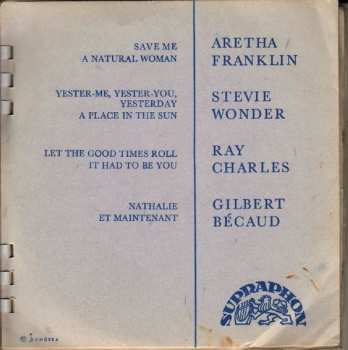 SAVE ME
A NATURAL WOMAN
ARETHA
FRANKLIN
YESTER-ME, YESTER-YOU,
YESTERDAY
A PLACE IN THE SUN
STEVIE
WONDER
LET THE GOOD TIMES ROLL
IT HAD TO BE YOU
RAY
CHARLES
NATHALIE
ET MAINTENANT
GILBERT
BÉCAUD
SUPRAPHON